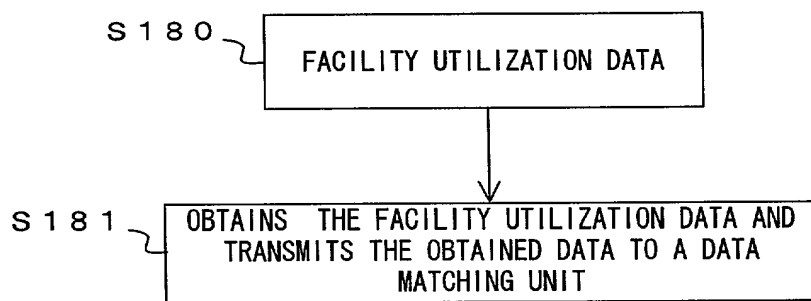 S180
FACILITY UTILIZATION DATA
S181
OBTAINS THE FACILITY UTILIZATION DATA AND
TRANSMITS THE OBTAINED DATA TO A DATA
MATCHING UNIT